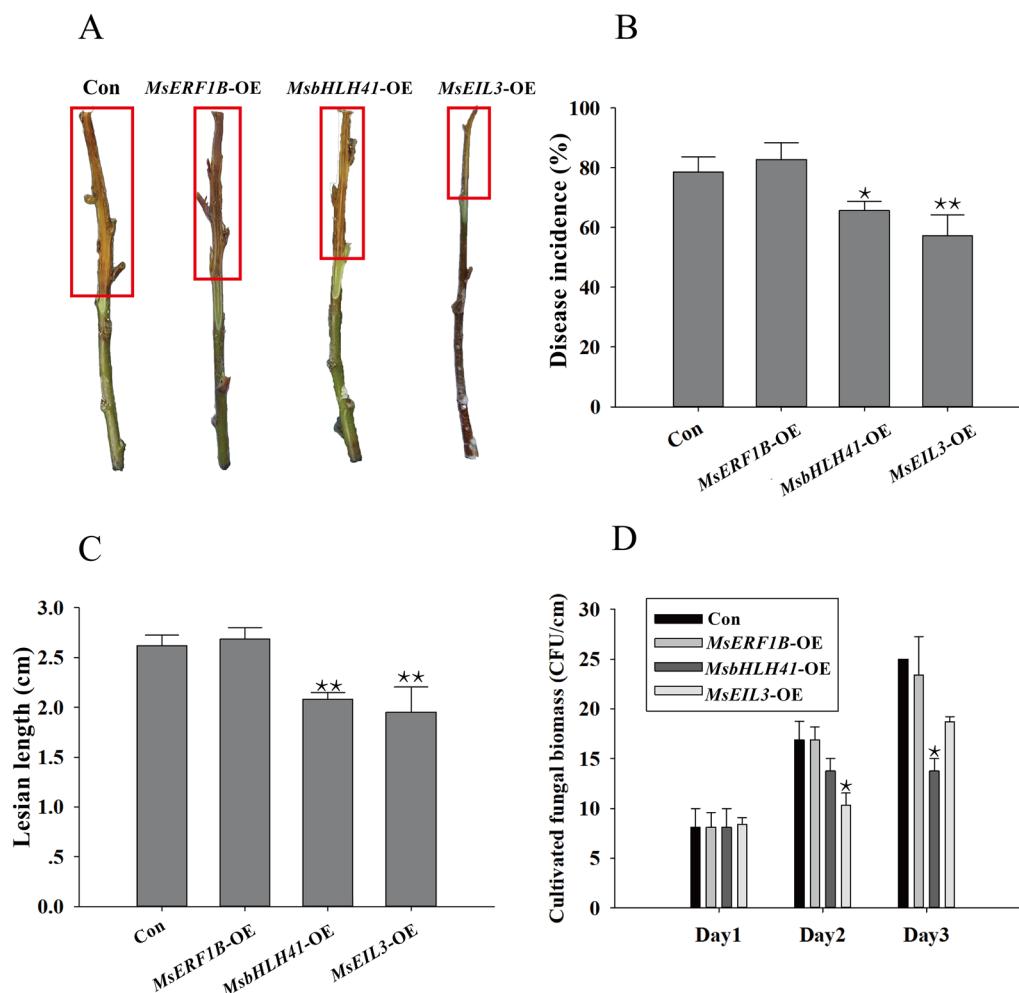 A
Con MsERF1B-OE MsbHLH41-OE MsEIL3-OE
B
Disease incidence (%)
100
80
60
40
20
0
★
★★
Con MsERF1B-OE MsbHLH41-OE MsEIL3-OE
C
Lesian length (cm)
3.0
2.5
2.0
1.0
.5
0.0
★★ ★★
Con MsERF1B-OE MsbHLH41-OE MsEIL3-OE
D
Cultivated fungal biomass (CFU/cm)
30
25
20
15
10
5
0
Con
MsERF1B-OE
MsbHLH41-OE
MsEIL3-OE
★
★
Day1 Day2 Day3